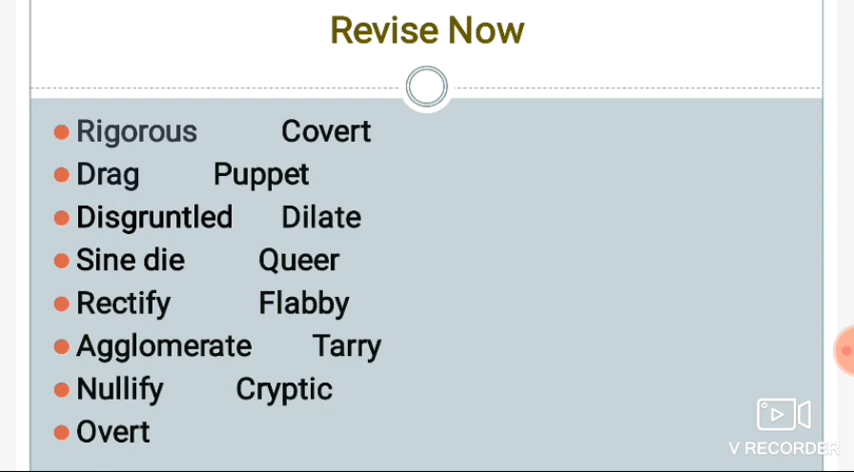 Revise Now
Rigorous Covert
Drag Puppet
Disgruntled Dilate
Sine die Queer
Rectify Flabby
Agglomerate Tarry
Nullify Cryptic
Overt
V RECORDER